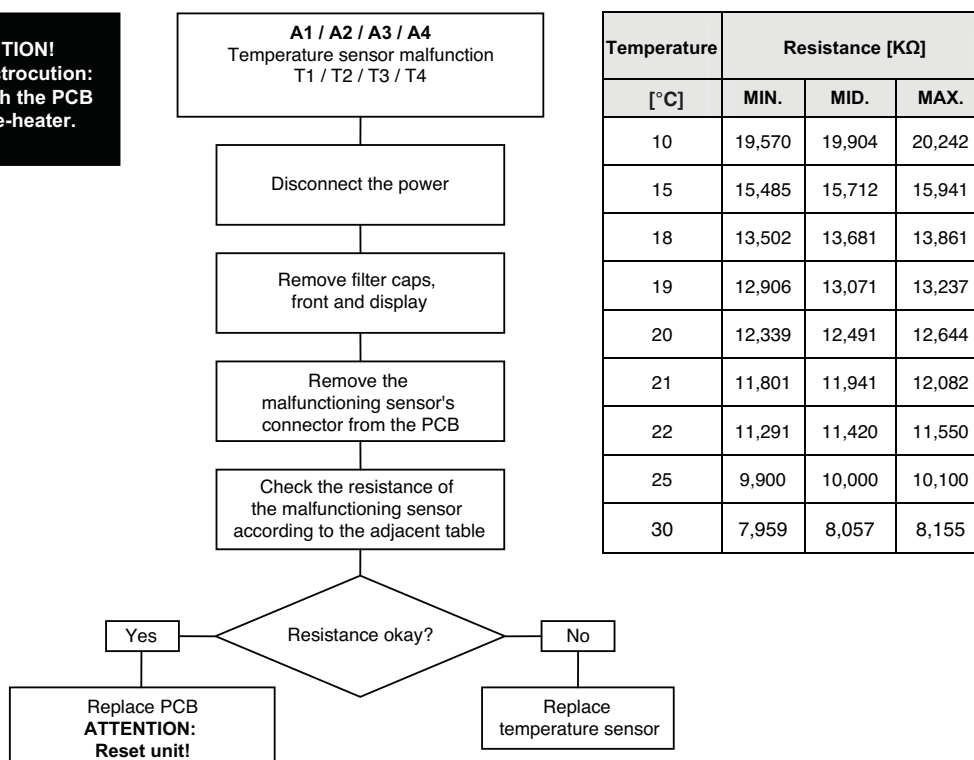 TION!
ctrocution:
h the PCB
e-heater.
A1 / A2 / A3 / A4
Temperature sensor malfunction
T1 / T2 / T3 / T4
Disconnect the power
Remove filter caps,
front and display
Remove the
malfunctioning sensor's
connector from the PCB
Check the resistance of
the malfunctioning sensor
according to the adjacent table
Resistance okay?
Yes
No
Replace PCB
ATTENTION:
Reset unit!
Replace
temperature sensor
Temperature Resistance [KΩ]
[°C] MIN. MID. MAX.
10 19,570 19,904 20,242
15 15,485 15,712 15,941
18 13,502 13,681 13,861
19 12,906 13,071 13,237
20 12,339 12,491 12,644
21 11,801 11,941 12,082
22 11,291 11,420 11,550
25 9,900 10,000 10,100
30 7,959 8,057 8,155